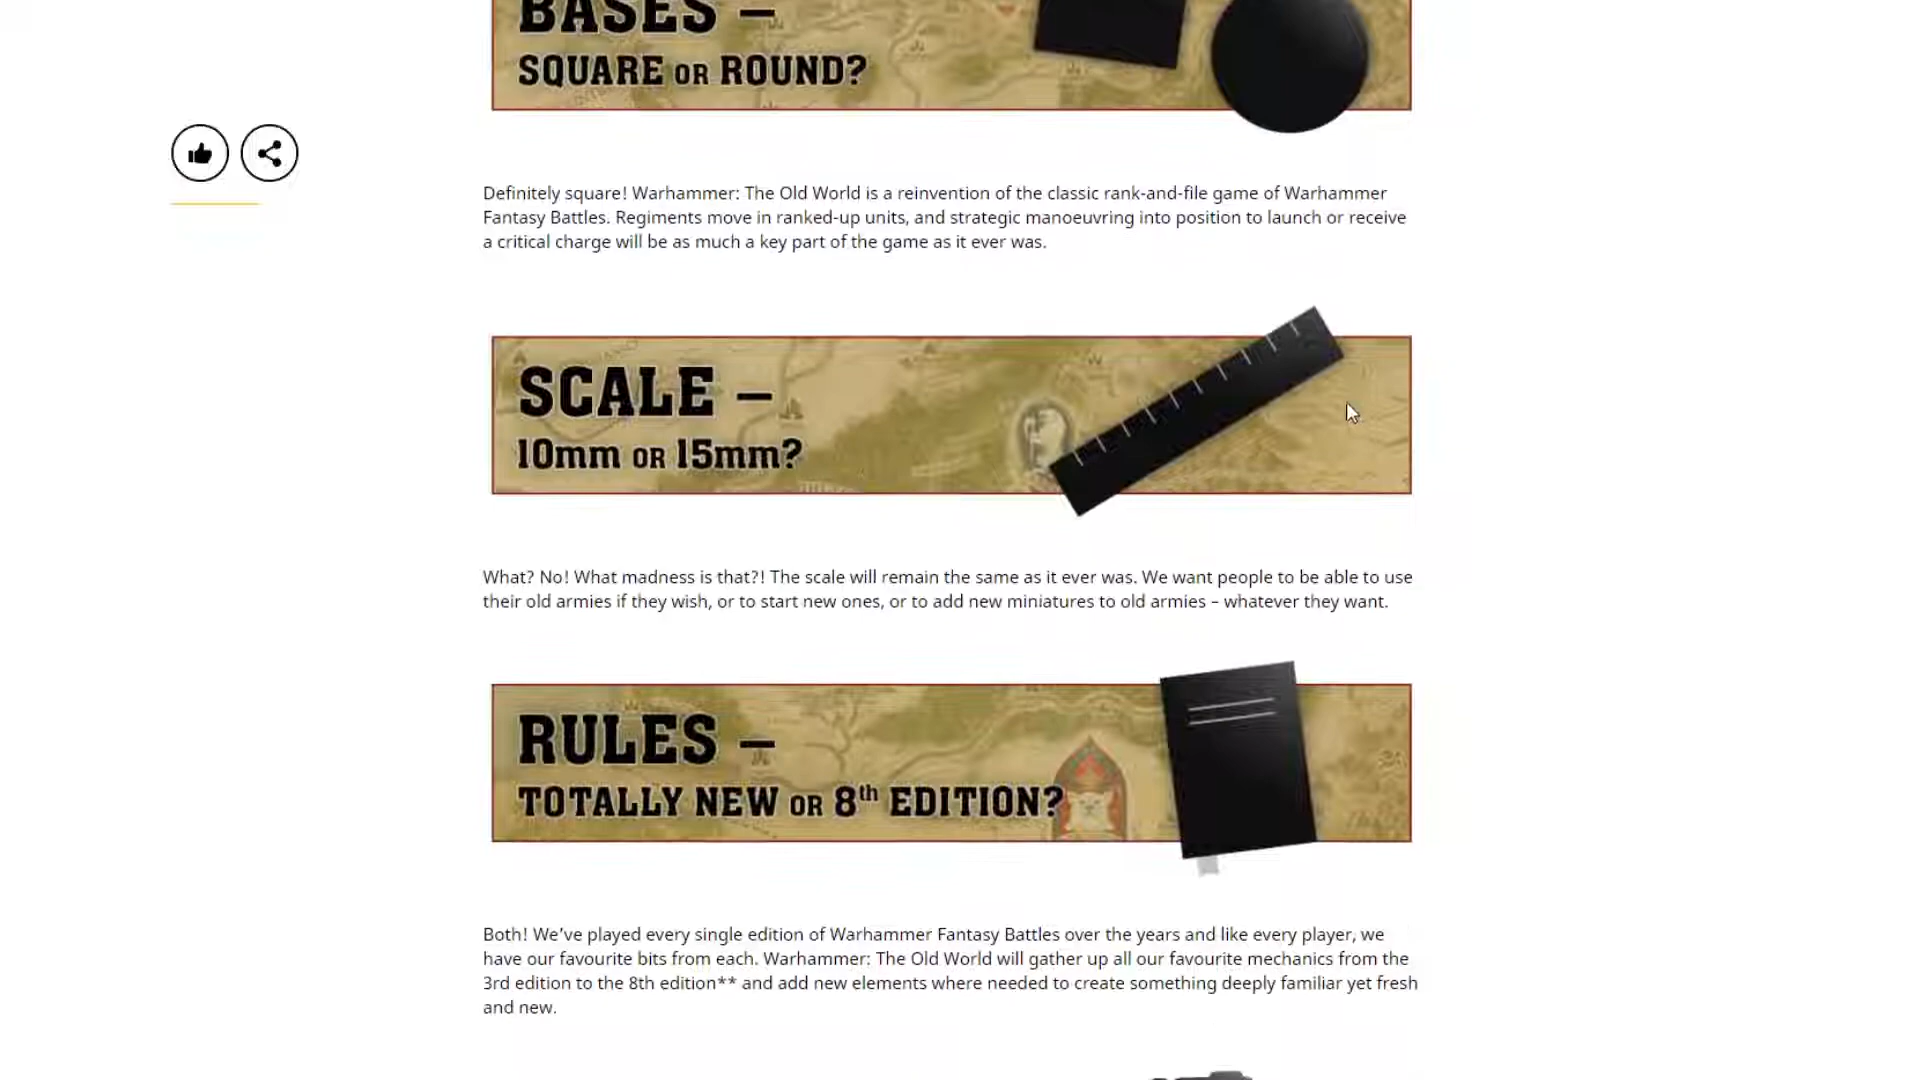 BASES –
SQUARE OR ROUND?
Definitely square! Warhammer: The Old World is a reinvention of the classic rank-and-file game of Warhammer
Fantasy Battles. Regiments move in ranked-up units, and strategic manoeuvring into position to launch or receive
a critical charge will be as much a key part of the game as it ever was.
SCALE –
10mm OR 15mm?
What? No! What madness is that?! The scale will remain the same as it ever was. We want people to be able to use
their old armies if they wish, or to start new ones, or to add new miniatures to old armies – whatever they want.
RULES –
TOTALLY NEW OR 8th EDITION?
Both! We’ve played every single edition of Warhammer Fantasy Battles over the years and like every player, we
have our favourite bits from each. Warhammer: The Old World will gather up all our favourite mechanics from the
3rd edition to the 8th edition** and add new elements where needed to create something deeply familiar yet fresh
and new.